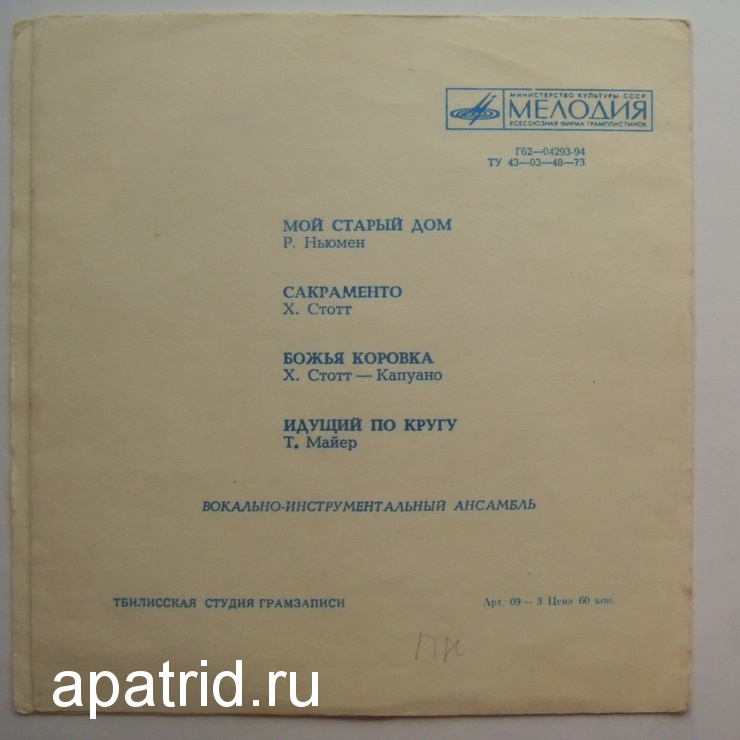 МИНИСТЕРСТВО КУЛЬТУРЫ СССР
МЕЛОДИЯ
ВСЕСОЮЗНАЯ ФИРМА ГРАМПЛАСТИНОК
Г62—04293-94
ТУ 43—03—48—73
МОЙ СТАРЫЙ ДОМ
Р. Ньюмен
САКРАМЕНТО
Х. Стотт
БОЖЬЯ КОРОВКА
Х. Стотт — Капуано
ИДУЩИЙ ПО КРУГУ
Т. Майер
ВОКАЛЬНО-ИНСТРУМЕНТАЛЬНЫЙ АНСАМБЛЬ
ТБИЛИССКАЯ СТУДИЯ ГРАМЗАПИСИ
Арт. 09 — 3 Цена 60 коп.
apatrid.ru